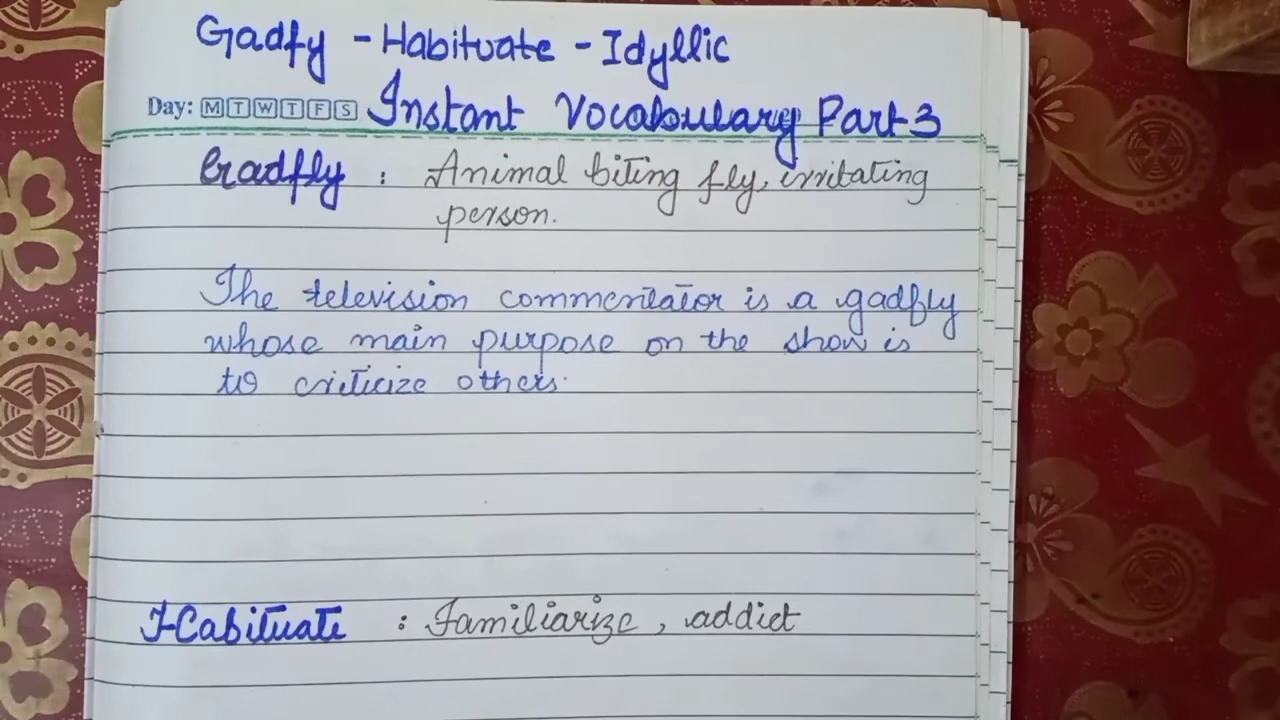 Gadfy - Habituate - Idyllic
Day: M T W T F S Instant Vocabulary Part 3
Gadfly : Animal biting fly, irritating
person.
The television commentator is a gadfly
whose main purpose on the show is
to criticize others.
Habituate : Familiarize, addict